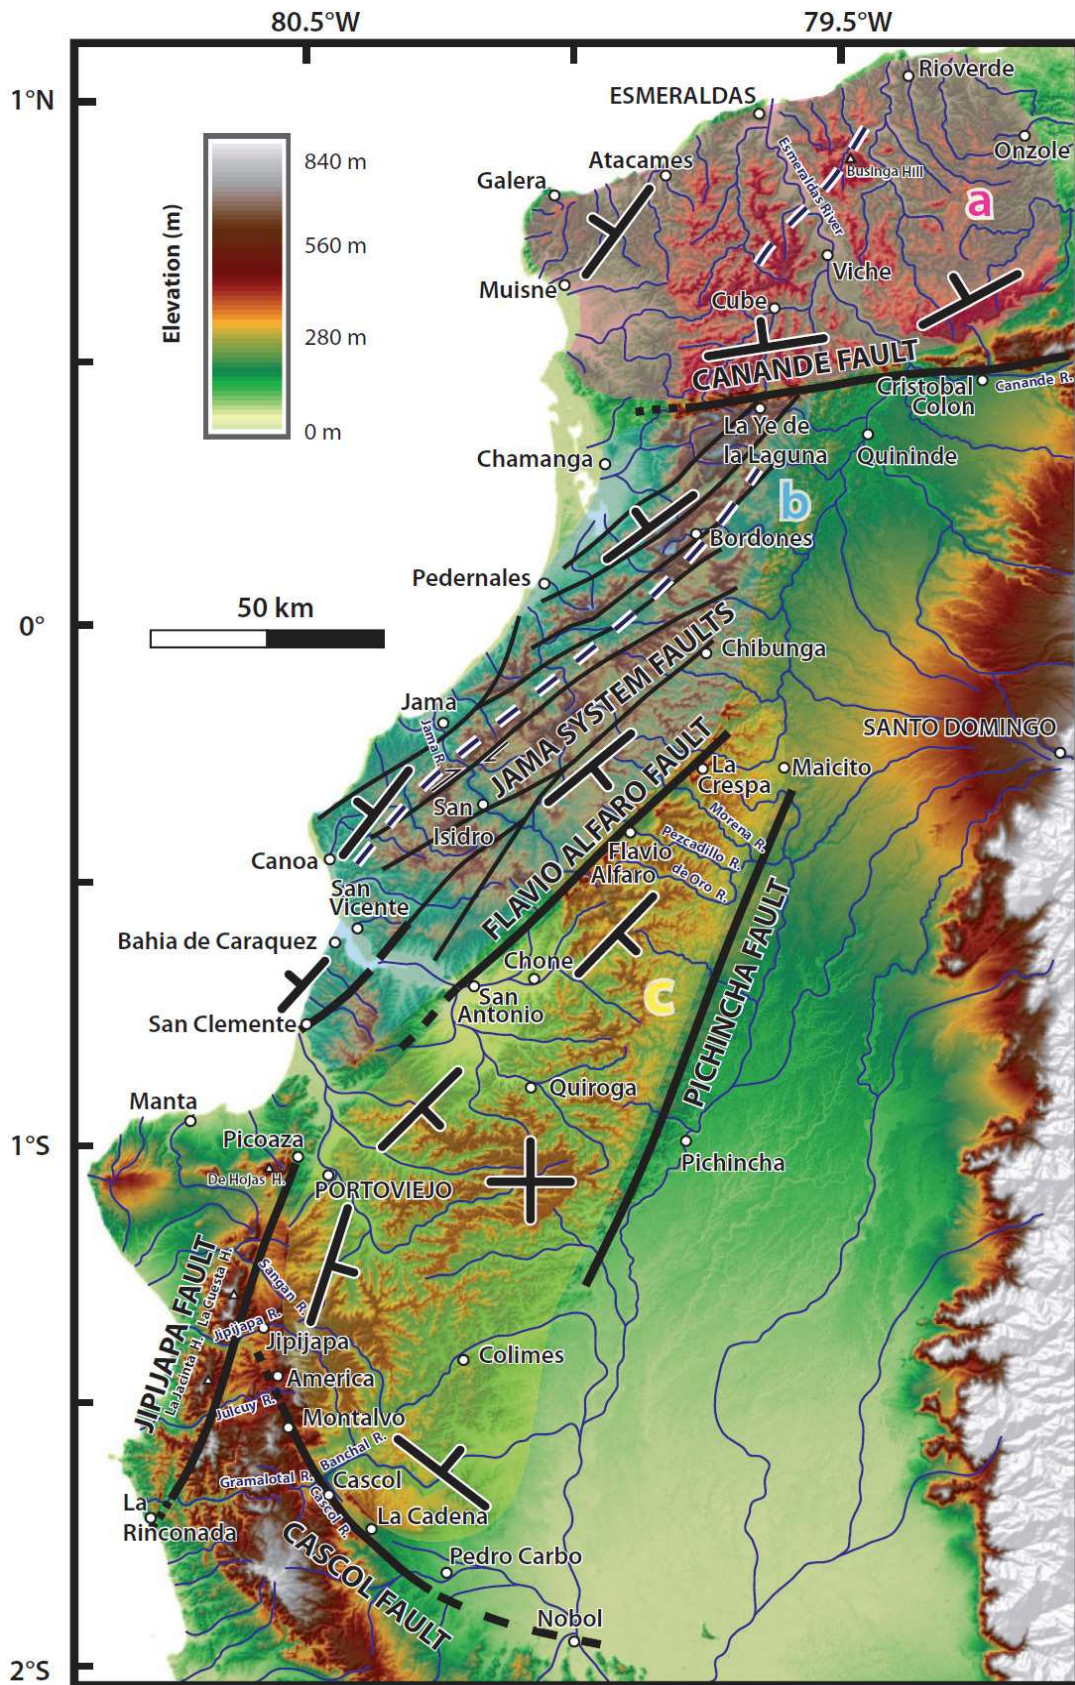 80.5°W
79.5°W
1°N
0°
1°S
2°S
Elevation (m)
840 m
560 m
280 m
0 m
50 km
Rioverde
ESMERALDAS
Onzole
Atacames
Esmeraldas River
Businga Hill
Galera
a
Muisne
Viche
Cube
CANANDE FAULT
Cristobal
Colon
Canande R.
La Ye de
la Laguna
Chamanga
Quininde
b
Bordones
Pedernales
Chibunga
JAMA SYSTEM FAULTS
Jama
Jama R.
SANTO DOMINGO
La
Crespa
Maicito
San
Isidro
Morena R.
Pezcadillo R.
Flavio
Alfaro
de Oro R.
FLAVIO ALFARO FAULT
Canoa
San
Vicente
Bahia de Caraquez
Chone
San
Antonio
c
PICHINCHA FAULT
San Clemente
Quiroga
Manta
Picoaza
Pichincha
De Hojas H.
PORTOVIEJO
JIPIJAPA FAULT
La cuesta H.
Sangan R.
Jipijapa R.
Jipijapa
La Jacinta H.
Colimes
America
Julcuy R.
Montalvo
Banchal R.
Gramalotal R.
Cascol
Cascol R.
La
Rinconada
La Cadena
CASCOL FAULT
Pedro Carbo
Nobol